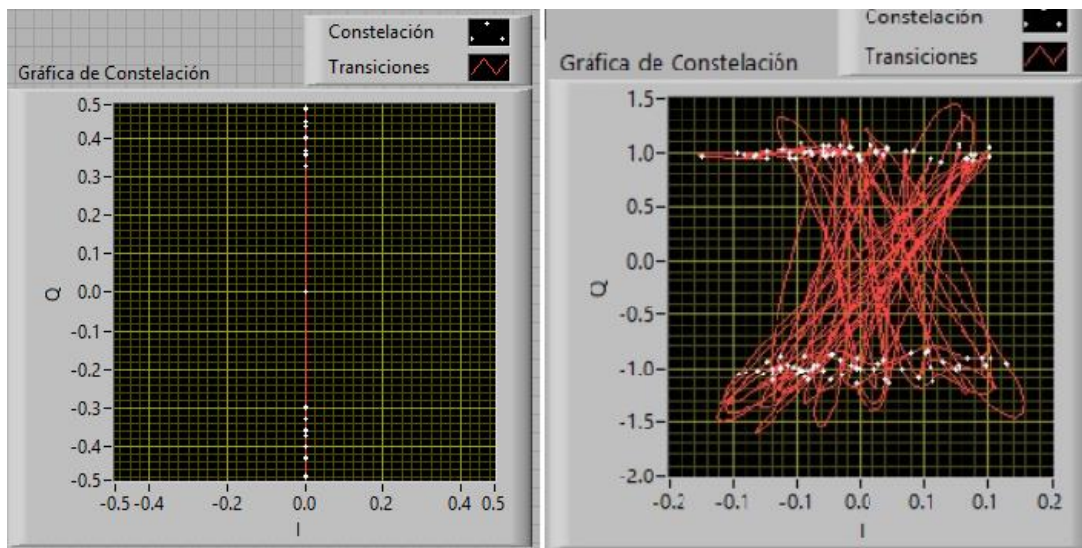 Constelación
Transiciones
Gráfica de Constelación
0.5
0.4
0.3
0.2
0.1
0.0
-0.1
-0.2
-0.3
-0.4
-0.5
Q
-0.5 -0.4 -0.2 0.0 0.2 0.4 0.5
I
Constelación
Transiciones
Gráfica de Constelación
1.5
1.0
0.5
0.0
-0.5
-1.0
-1.5
-2.0
Q
-0.2 -0.1 -0.1 0.0 0.1 0.1 0.2
I